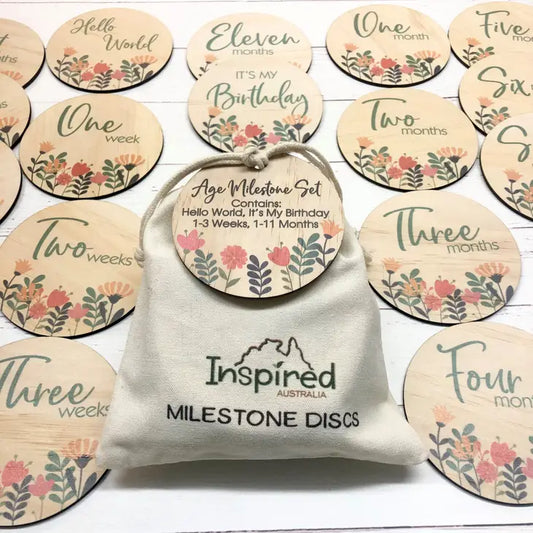 Hello
World
Eleven
months
One
month
Five
IT'S MY
Birthday
Six
One
week
Two
months
Two
weeks
Age Milestone Set
Contains:
Hello World, It's My Birthday
1-3 Weeks, 1-11 Months
Three
months
Inspired
AUSTRALIA
MILESTONE DISCS
Three
weeks
Four